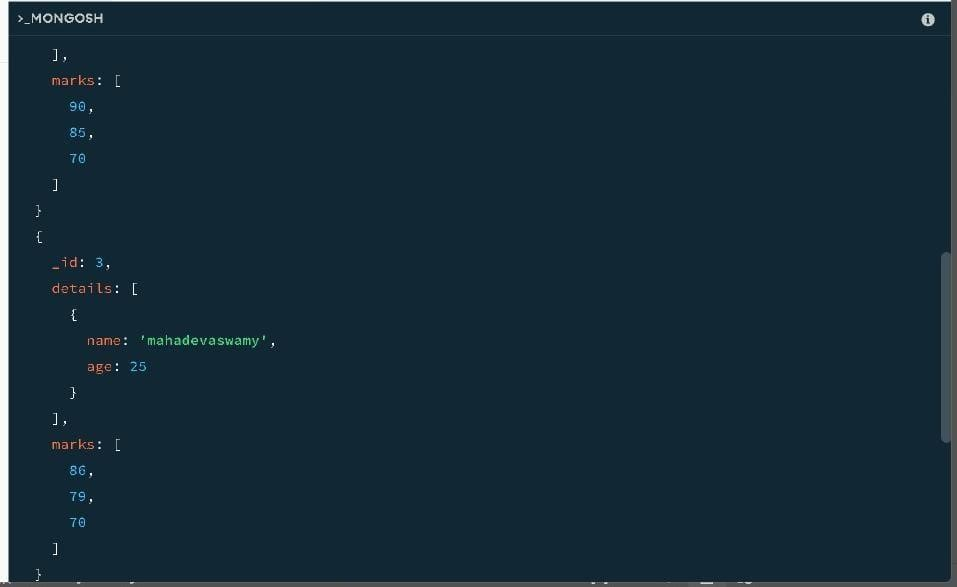 >_MONGOSH
],
marks: [
90,
85,
70
]
}
{
_id: 3,
details: [
{
name: 'mahadevaswamy',
age: 25
}
],
marks: [
86,
79,
70
]
}